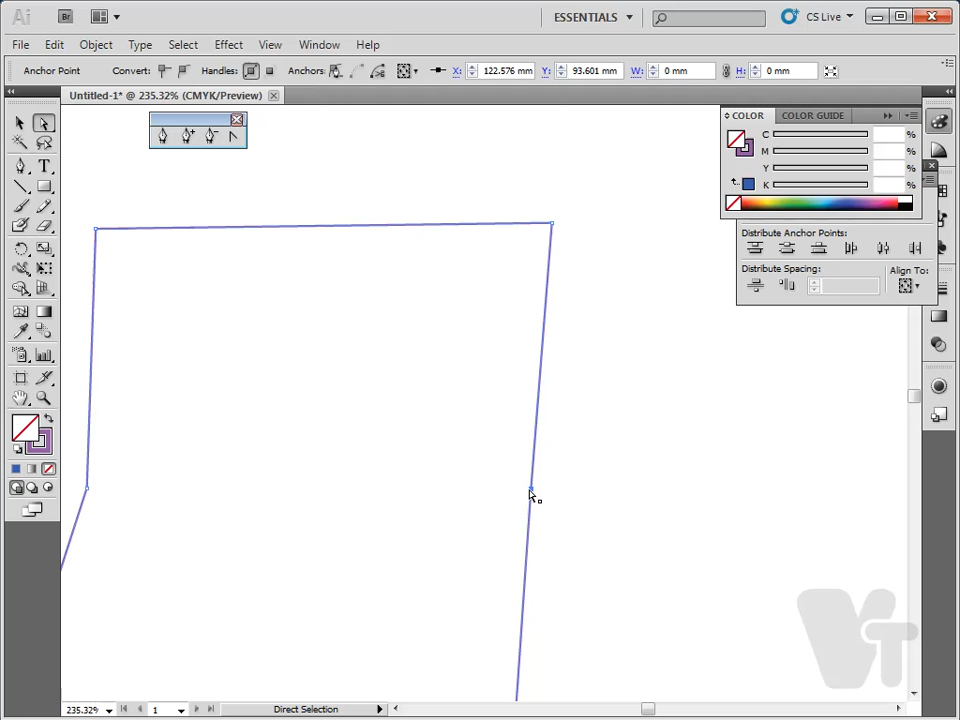 Ai Br ESSENTIALS CS Live
File Edit Object Type Select Effect View Window Help
Anchor Point Convert: Handles: Anchors: X: 122.576 mm Y: 93.601 mm W: 0 mm H: 0 mm
Untitled-1* @ 235.32% (CMYK/Preview)
COLOR COLOR GUIDE
C %
M %
Y %
K %
Distribute Anchor Points:
Distribute Spacing: Align To:
T
VT
235.32% 1 Direct Selection